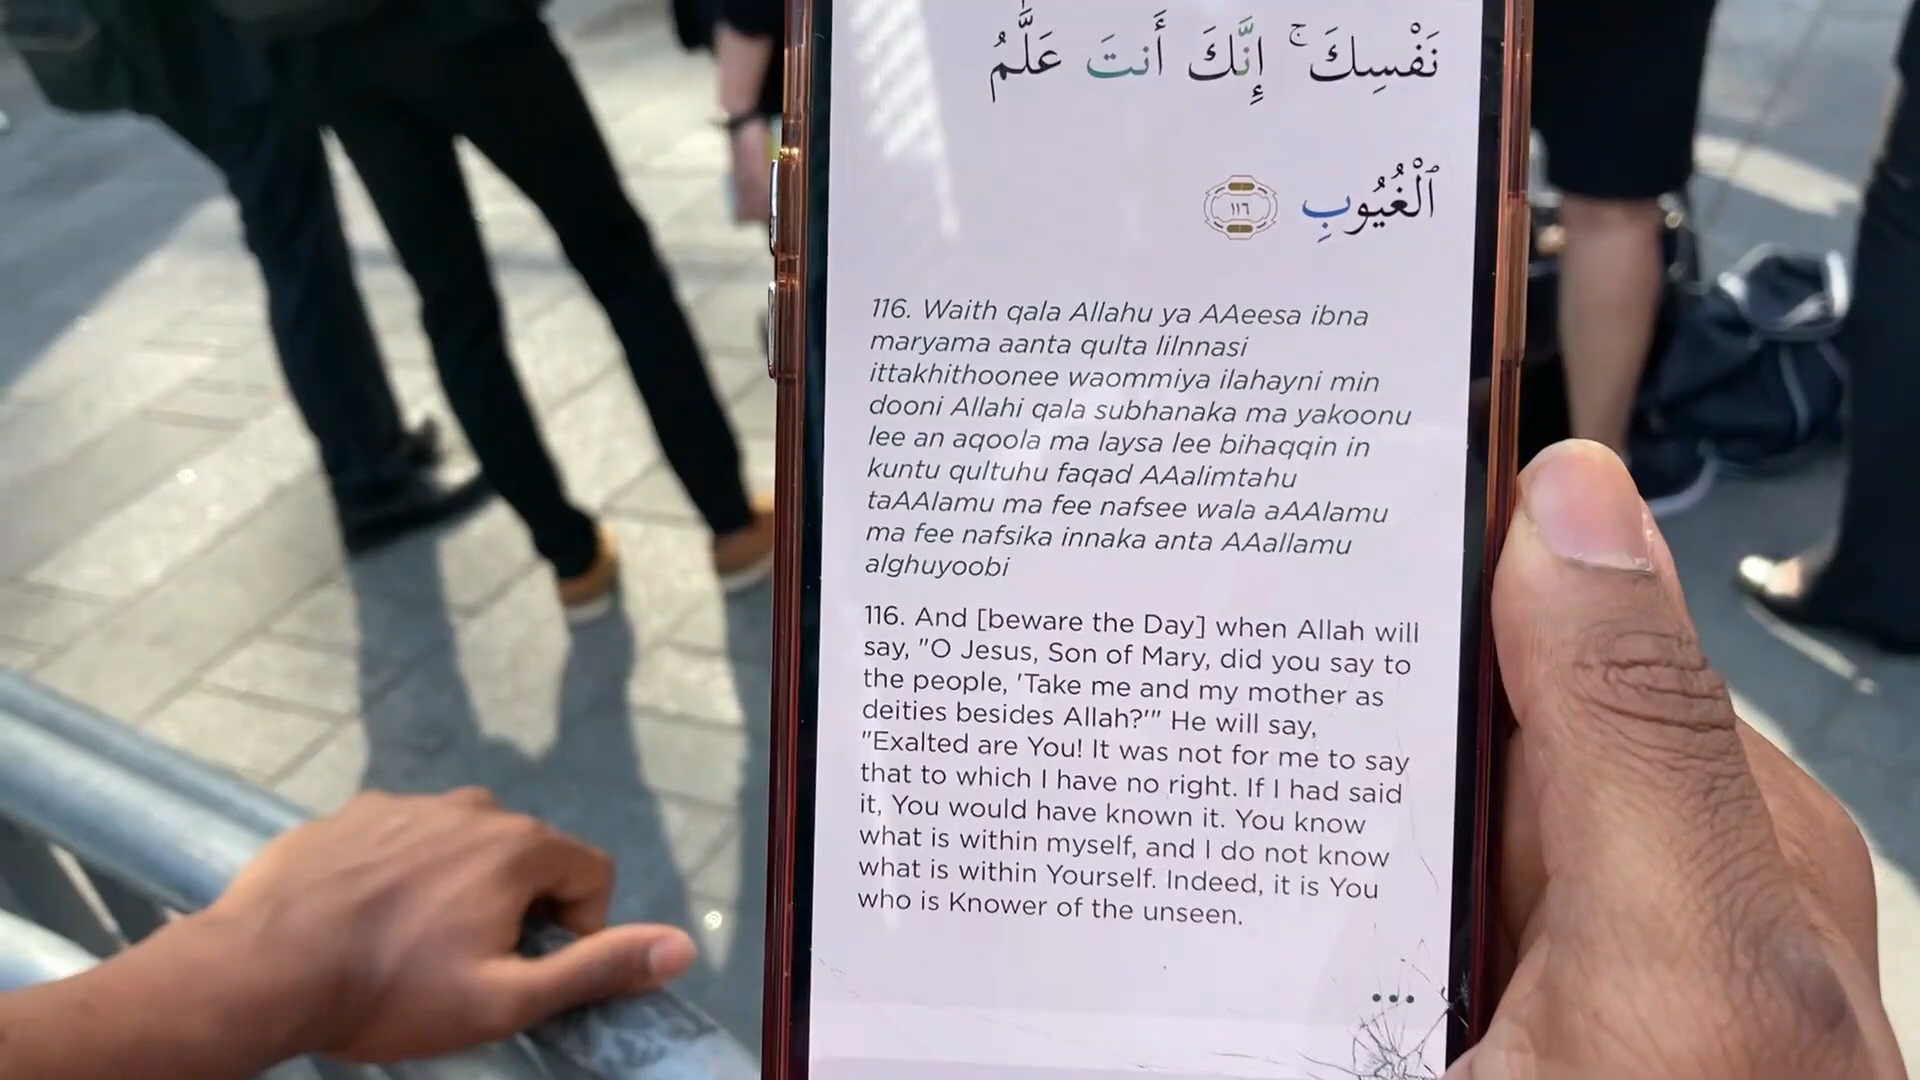 نَفْسِكَ ۚ إِنَّكَ أَنتَ عَلَّٰمُ
ٱلْغُيُوبِ ١١٦
116. Waith qala Allahu ya AAeesa ibna
maryama aanta qulta lilnnasi
ittakhithoonee waommiya ilahayni min
dooni Allahi qala subhanaka ma yakoonu
lee an aqoola ma laysa lee bihaqqin in
kuntu qultuhu faqad AAalimtahu
taAAlamu ma fee nafsee wala aAAlamu
ma fee nafsika innaka anta AAallamu
alghuyoobi
116. And [beware the Day] when Allah will
say, "O Jesus, Son of Mary, did you say to
the people, 'Take me and my mother as
deities besides Allah?'" He will say,
"Exalted are You! It was not for me to say
that to which I have no right. If I had said
it, You would have known it. You know
what is within myself, and I do not know
what is within Yourself. Indeed, it is You
who is Knower of the unseen.